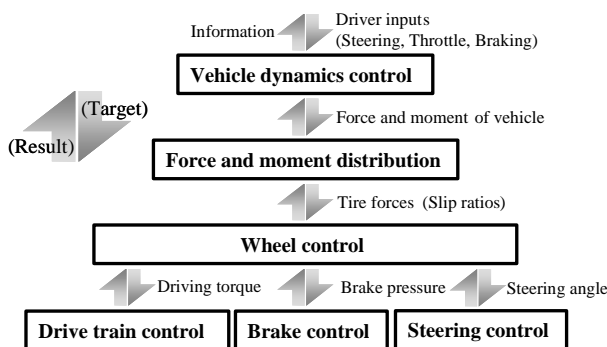 Information
Driver inputs
(Steering, Throttle, Braking)
Vehicle dynamics control
(Target)
(Result)
Force and moment of vehicle
Force and moment distribution
Tire forces (Slip ratios)
Wheel control
Driving torque
Brake pressure
Steering angle
Drive train control
Brake control
Steering control